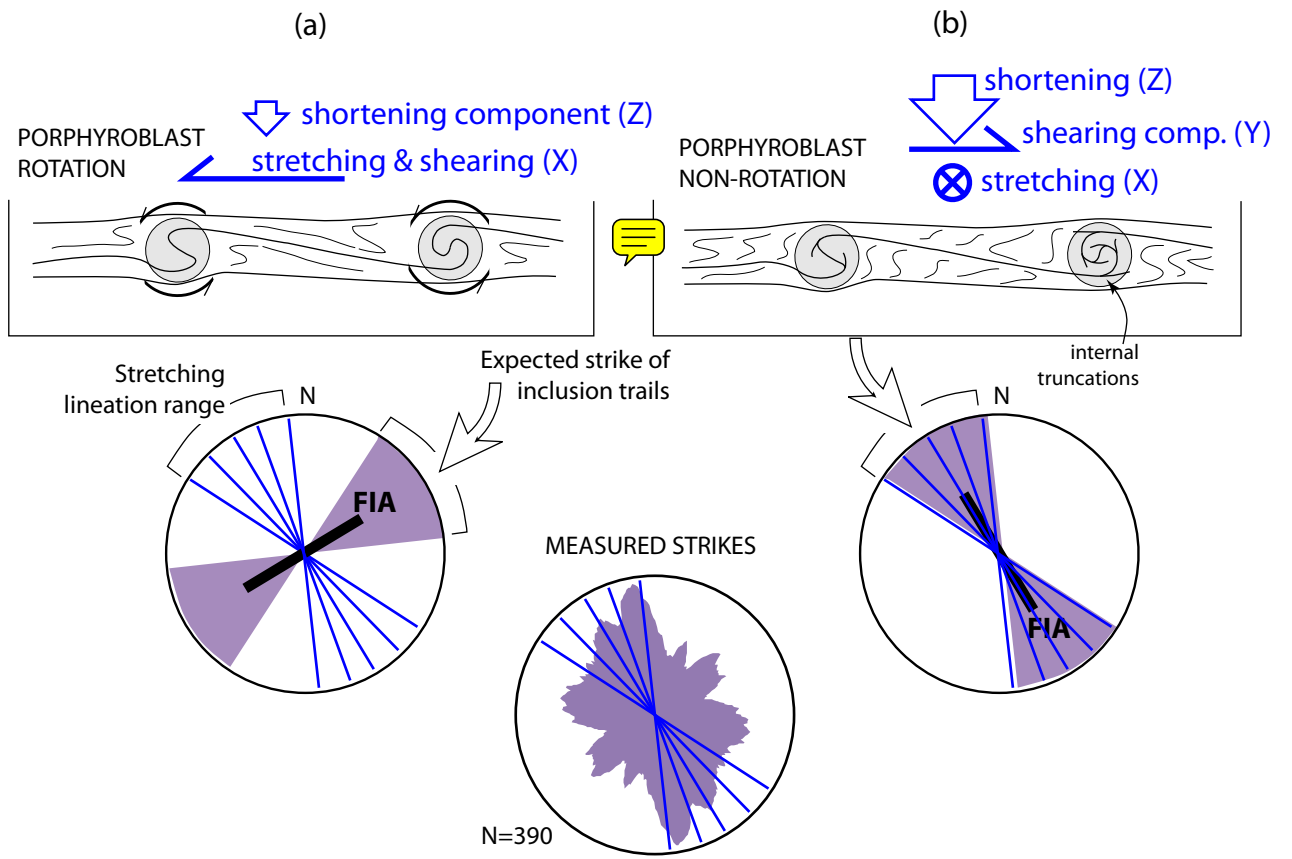 (a)
(b)
shortening component (Z)
PORPHYROBLAST
ROTATION
stretching & shearing (X)
shortening (Z)
shearing comp. (Y)
PORPHYROBLAST
NON-ROTATION
stretching (X)
internal
truncations
Stretching
lineation range
N
Expected strike of
inclusion trails
N
FIA
FIA
MEASURED STRIKES
N=390